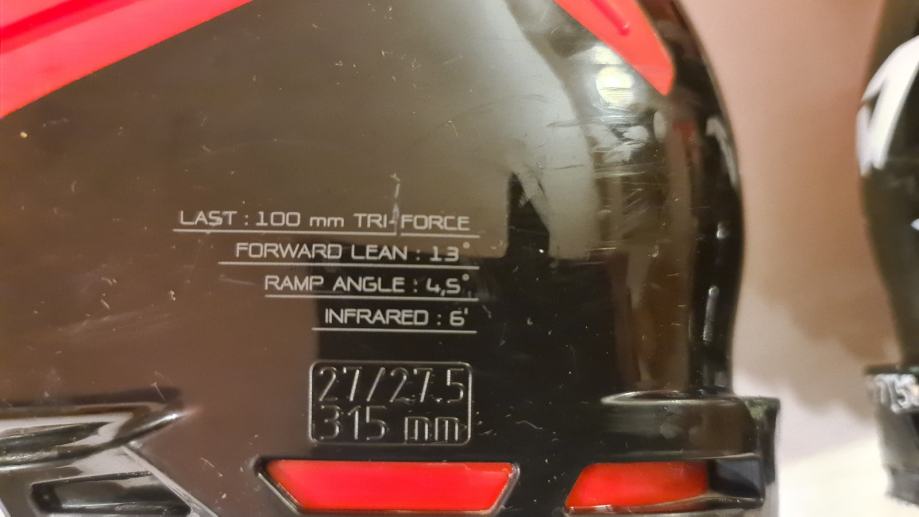 LAST : 100 mm TRI-FORCE
FORWARD LEAN : 13°
RAMP ANGLE : 4,5°
INFRARED : 6'
27/27.5
315 mm